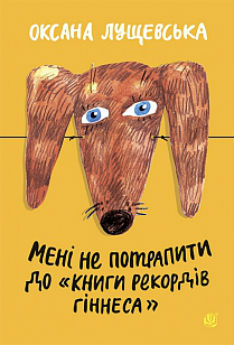 ОКСАНА ЛУЩЕВСЬКА
МЕНІ НЕ ПОТРАПИТИ
ДО «КНИГИ РЕКОРДІВ
ГІННЕСА»